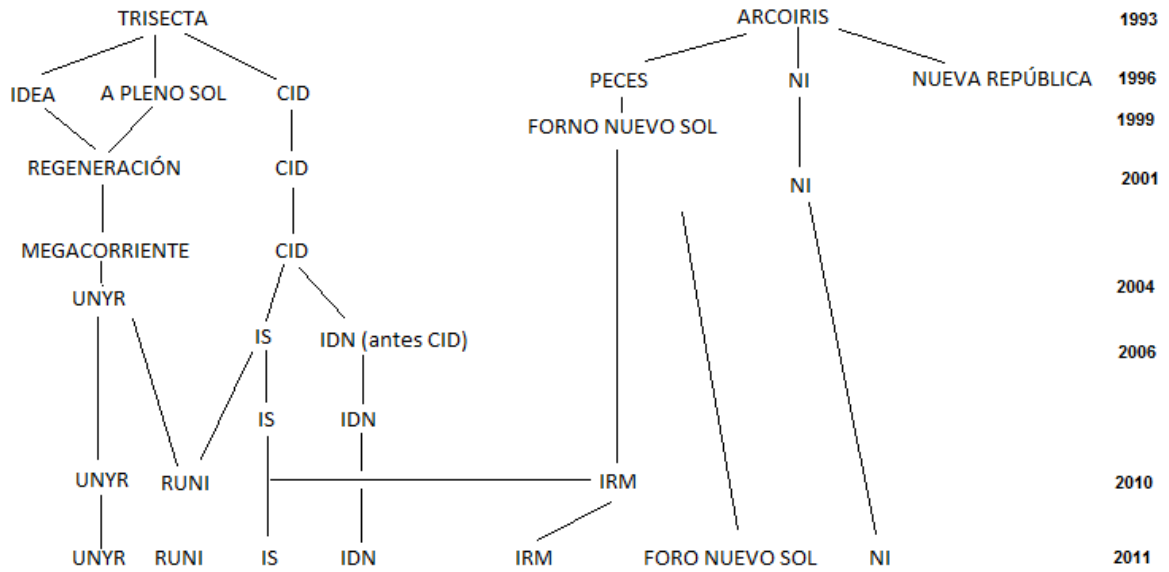 TRISECTA ARCOIRIS 1993
IDEA A PLENO SOL CID PECES NI NUEVA REPÚBLICA 1996
FORNO NUEVO SOL 1999
REGENERACIÓN CID NI 2001
MEGACORRIENTE CID
UNYR 2004
IS IDN (antes CID) 2006
IS IDN
UNYR RUNI IRM 2010
UNYR RUNI IS IDN IRM FORO NUEVO SOL NI 2011